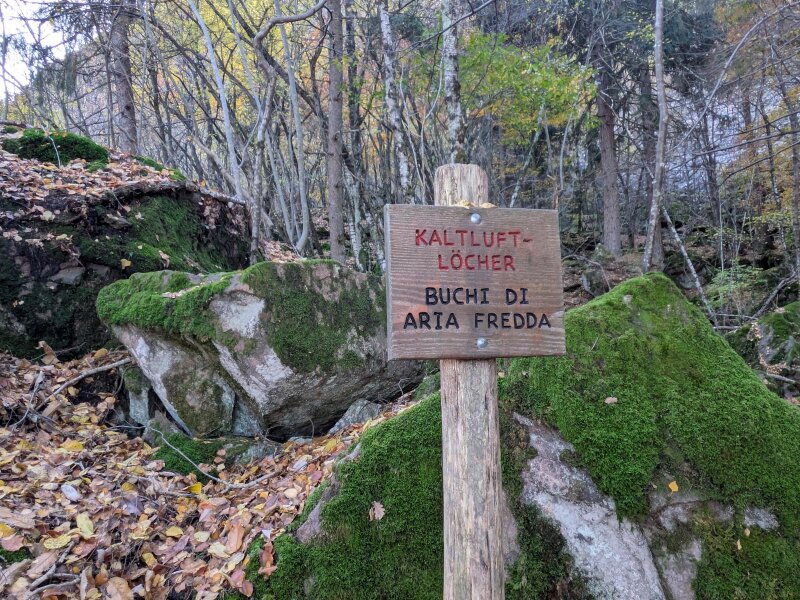 KALTLUFT-
LÖCHER
BUCHI DI
ARIA FREDDA